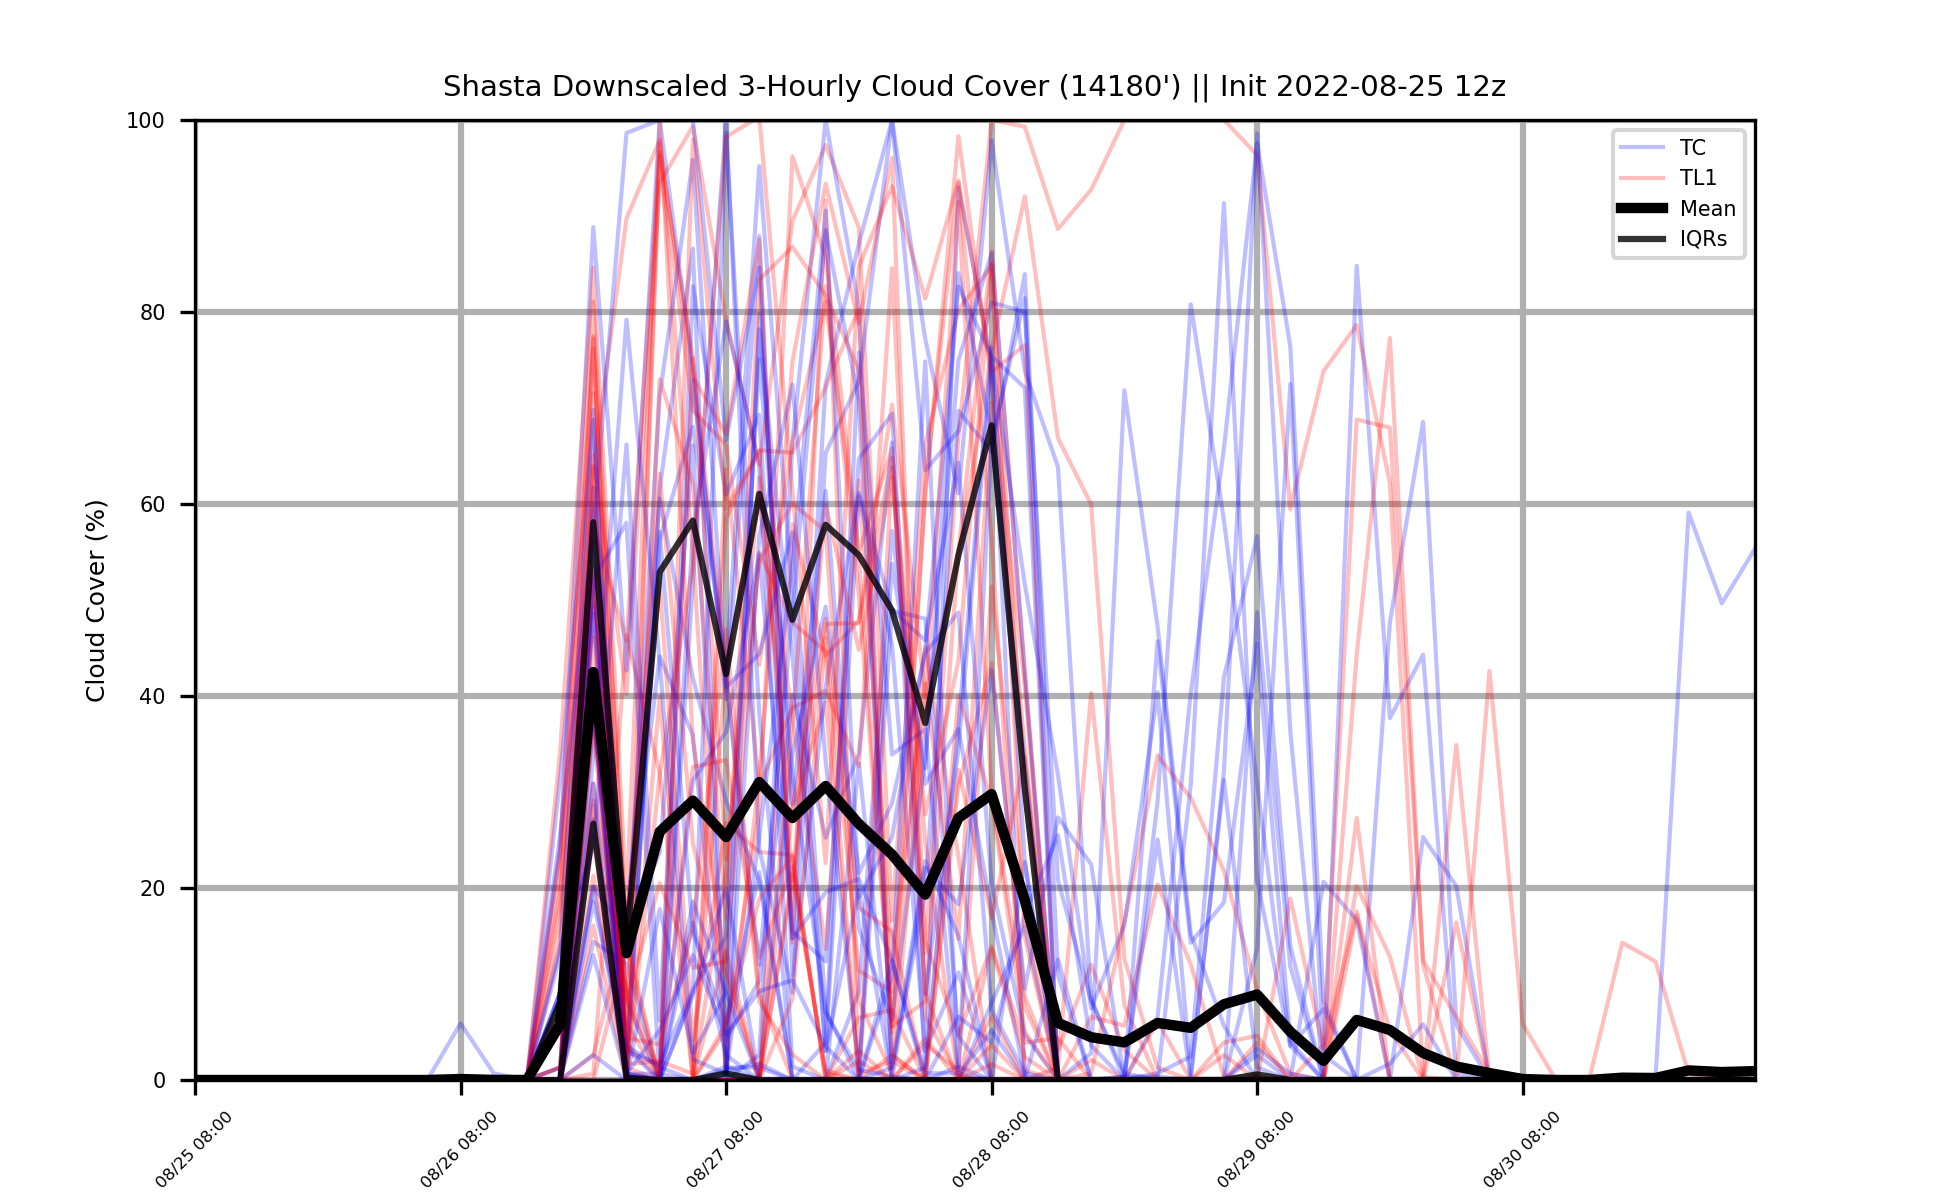 Shasta Downscaled 3-Hourly Cloud Cover (14180') || Init 2022-08-25 12z
100
80
60
40
20
0
Cloud Cover (%)
TC
TL1
Mean
IQRs
08/25 08:00
08/26 08:00
08/27 08:00
08/28 08:00
08/29 08:00
08/30 08:00